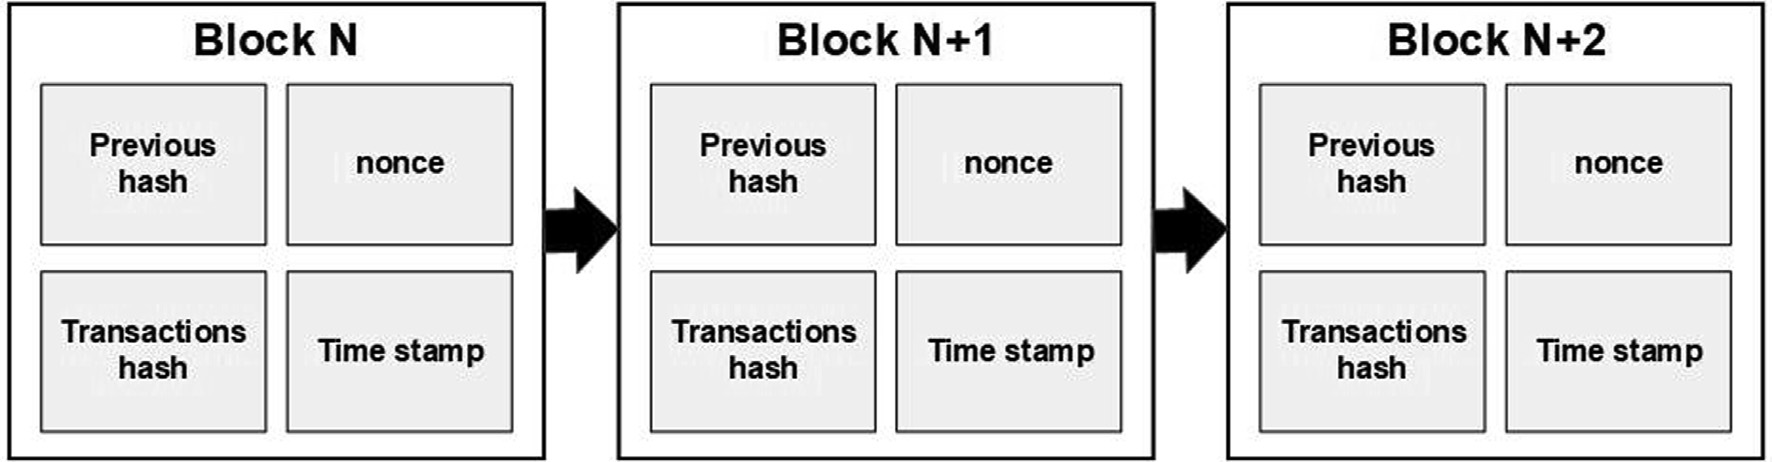 Block N
Previous
hash
nonce
Transactions
hash
Time stamp
Block N+1
Previous
hash
nonce
Transactions
hash
Time stamp
Block N+2
Previous
hash
nonce
Transactions
hash
Time stamp